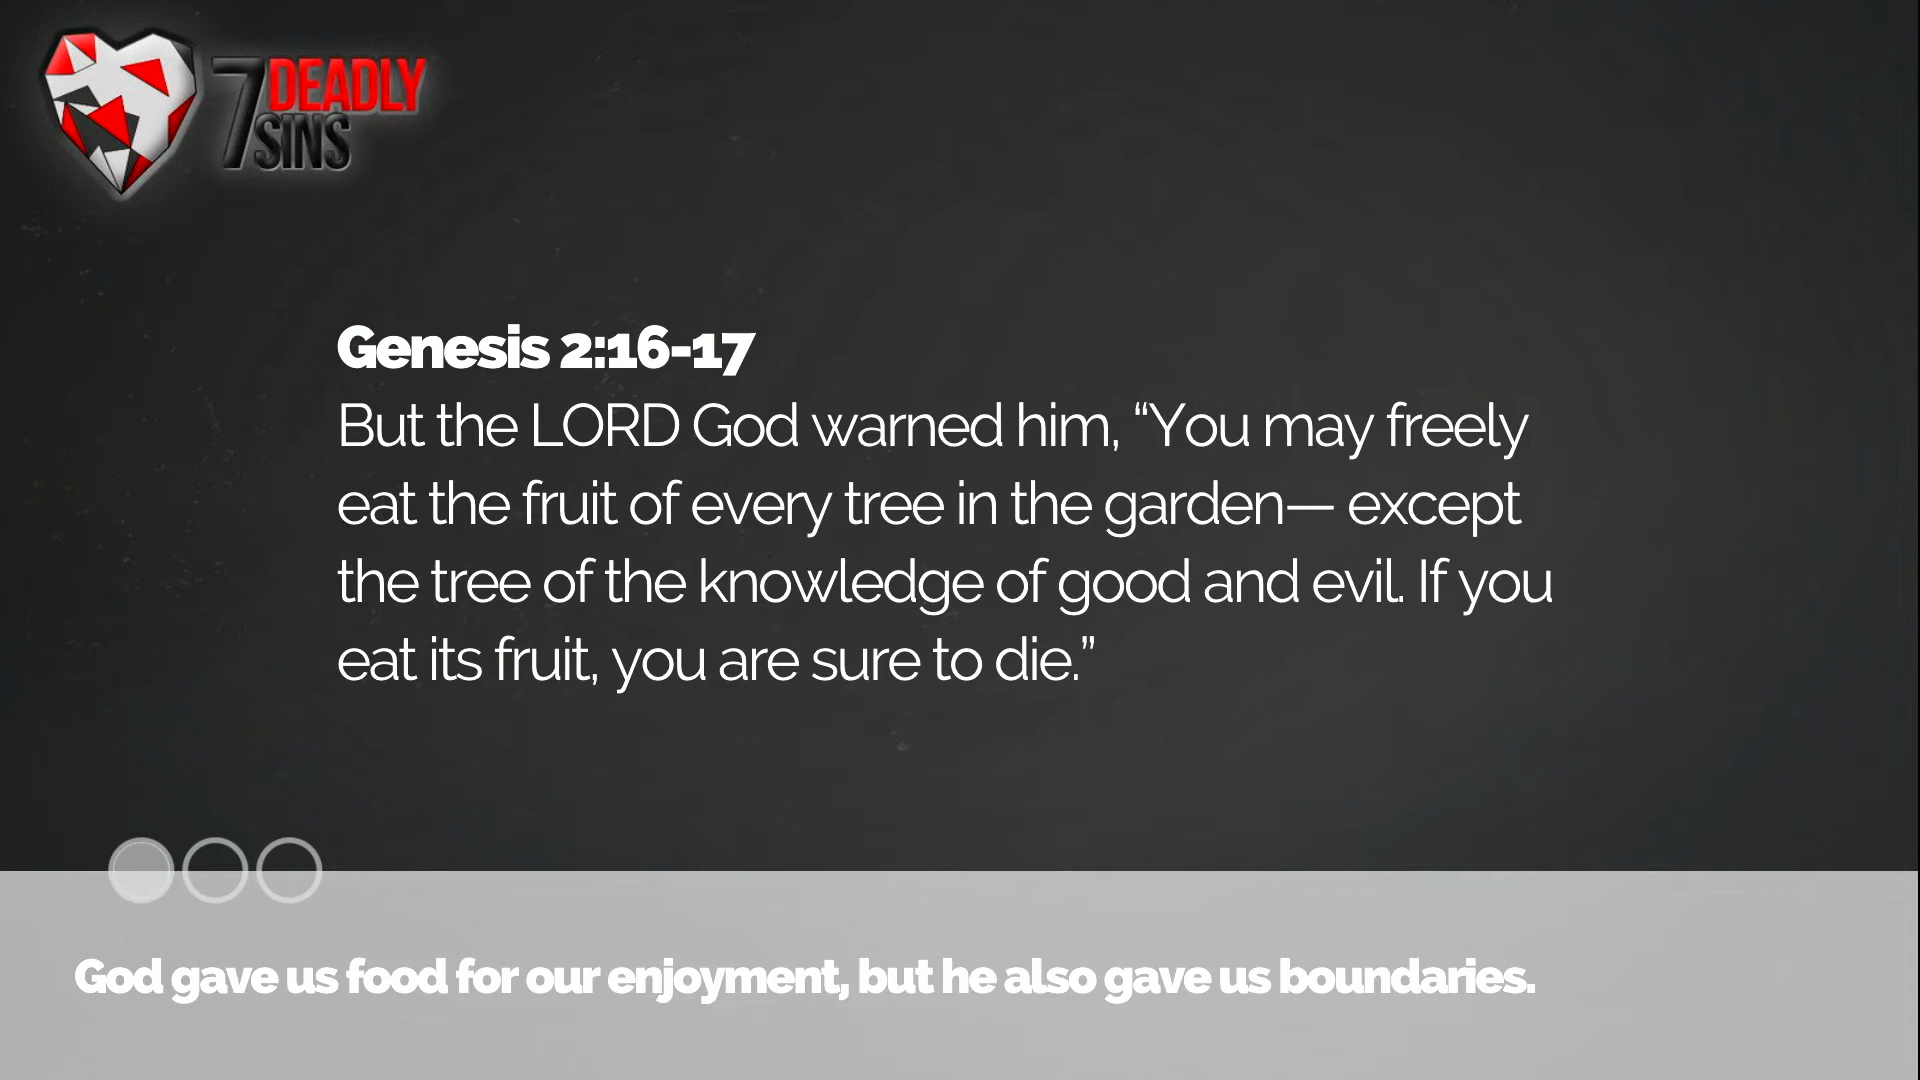 7 DEADLY
SINS
Genesis 2:16-17
But the LORD God warned him, “You may freely
eat the fruit of every tree in the garden— except
the tree of the knowledge of good and evil. If you
eat its fruit, you are sure to die.”
God gave us food for our enjoyment, but he also gave us boundaries.